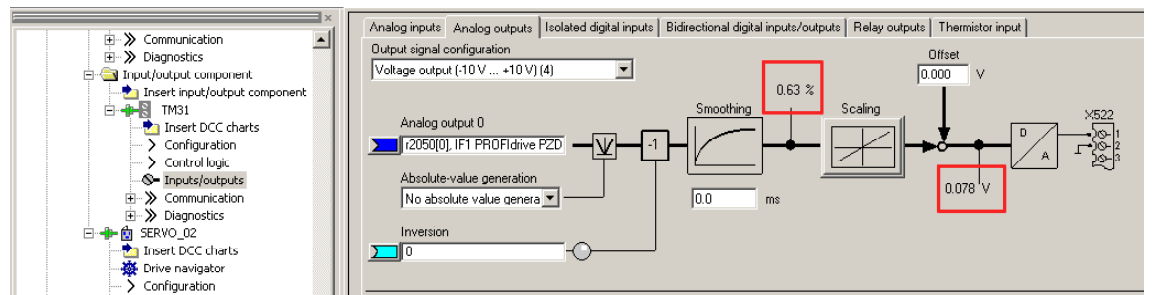 Communication
Diagnostics
Input/output component
Insert input/output component
TM31
Insert DCC charts
Configuration
Control logic
Inputs/outputs
Communication
Diagnostics
SERVO_02
Insert DCC charts
Drive navigator
Configuration
Analog inputs Analog outputs Isolated digital inputs Bidirectional digital inputs/outputs Relay outputs Thermistor input
Output signal configuration
Voltage output (-10 V ... +10 V) (4)
Offset
0.000 V
0.63 %
Smoothing
Scaling
X522
Analog output 0
r2050[0], IF1 PROFIdrive PZD
-1
D
A
1
2
3
Absolute-value generation
No absolute value genera
0.0 ms
0.078 V
Inversion
0